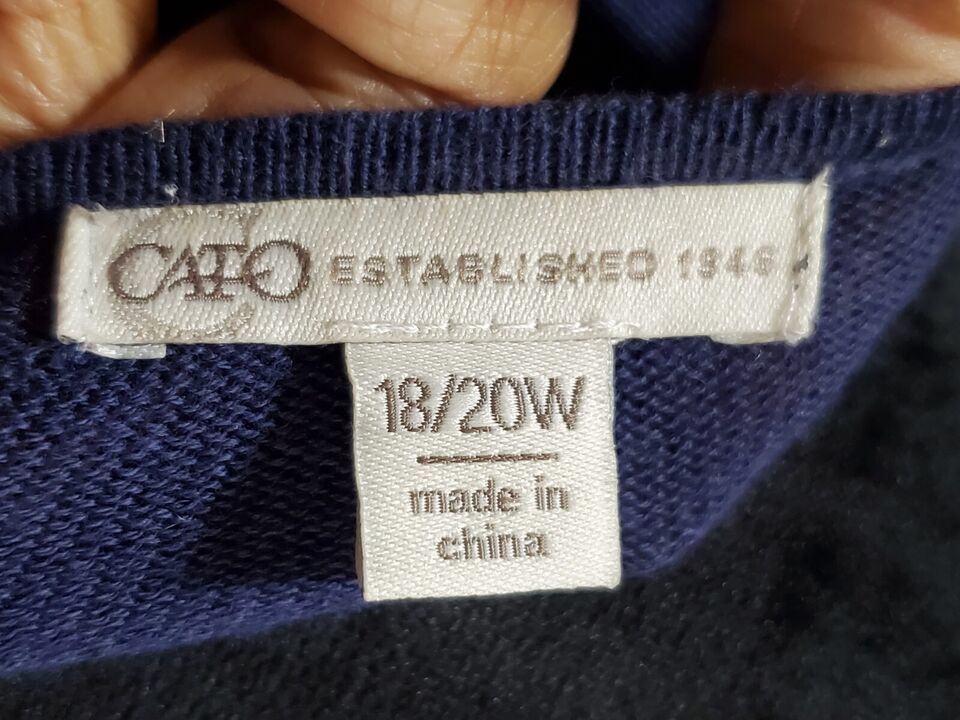 CATO ESTABLISHED 1946
18/20W
made in
china